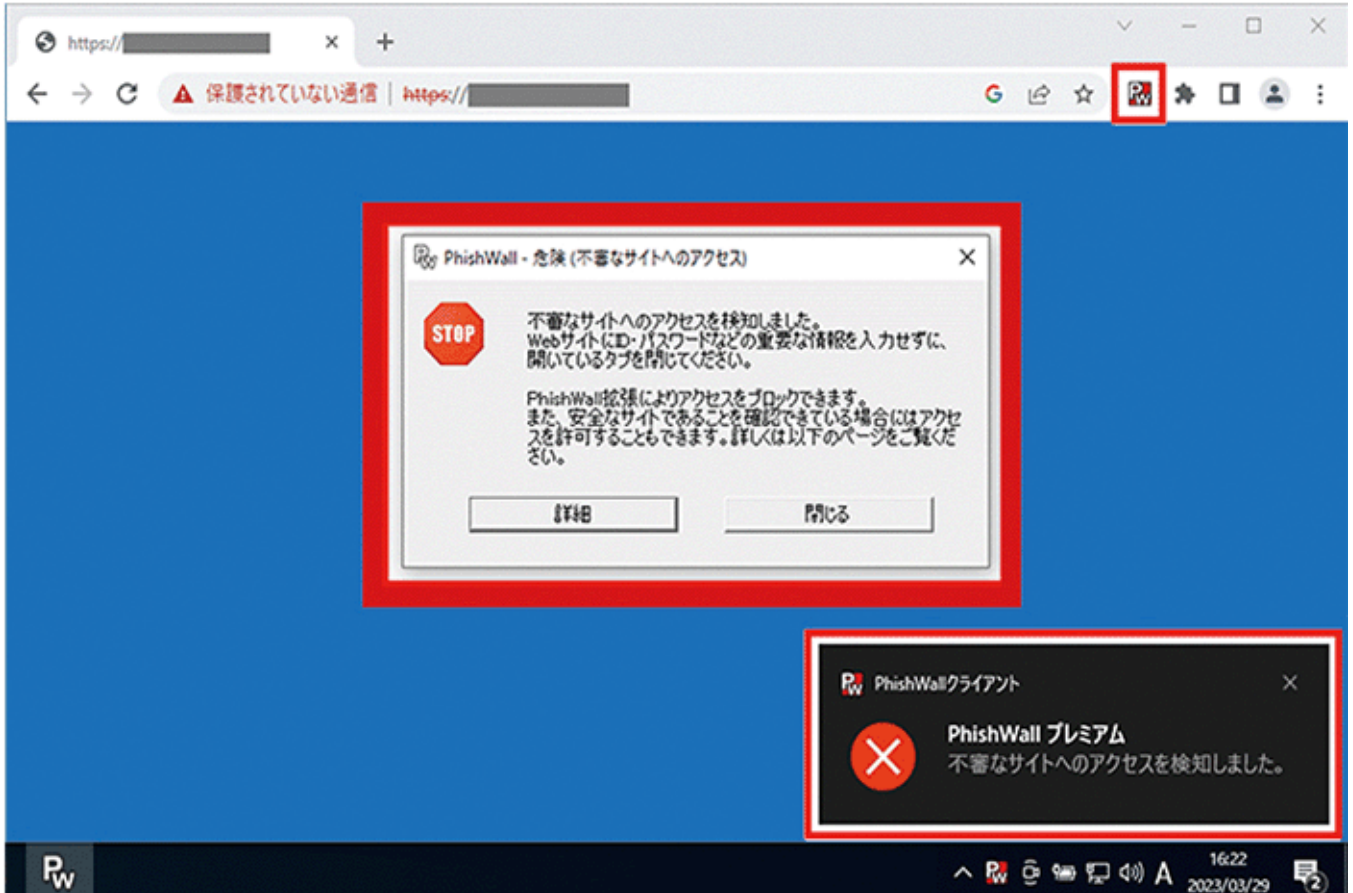 https://
保護されていない通信 | https://
PhishWall - 危険 (不審なサイトへのアクセス)
STOP
不審なサイトへのアクセスを検知しました。
WebサイトにID・パスワードなどの重要な情報を入力せずに、
開いているタブを閉じてください。
PhishWall拡張によりアクセスをブロックできます。
また、安全なサイトであることを確認できている場合にはアクセ
スを許可することもできます。詳しくは以下のページをご覧くだ
さい。
詳細
閉じる
PhishWallクライアント
PhishWall プレミアム
不審なサイトへのアクセスを検知しました。
PW
A
16:22
2023/03/29
2